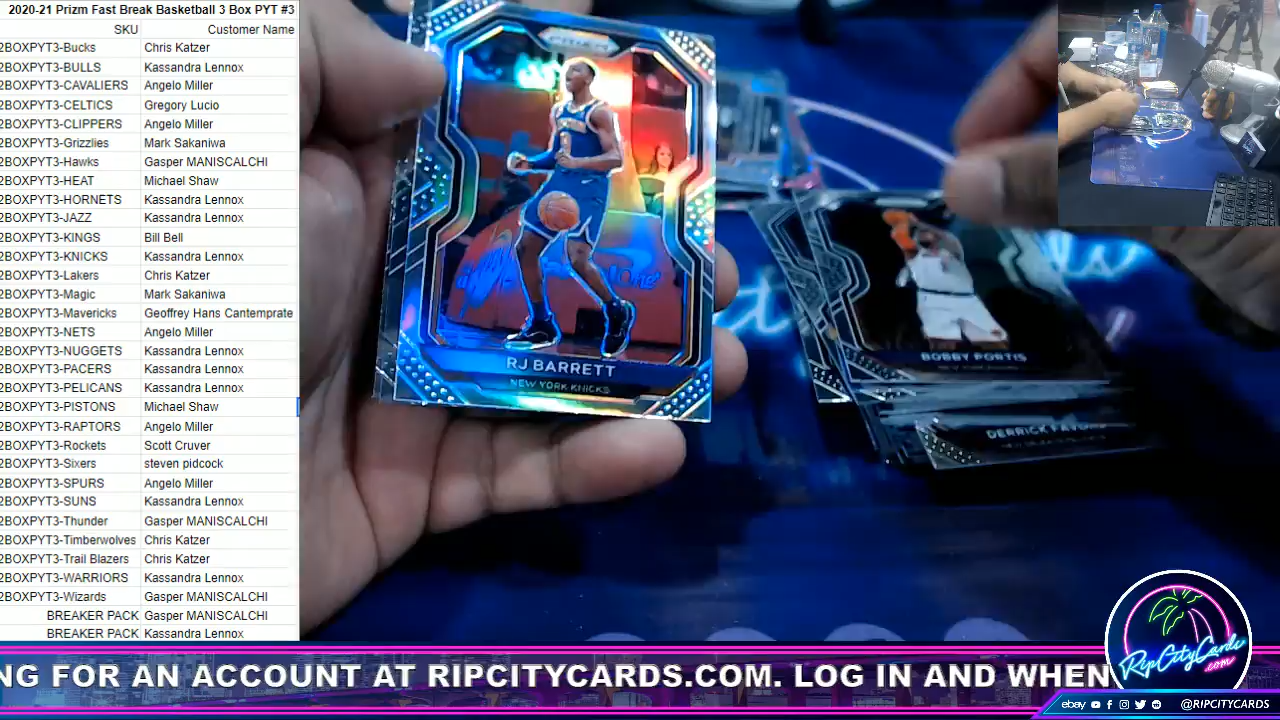 2020-21 Prizm Fast Break Basketball 3 Box PYT #3
SKU Customer Name
2BOXPYT3-Bucks Chris Katzer
2BOXPYT3-BULLS Kassandra Lennox
2BOXPYT3-CAVALIERS Angelo Miller
2BOXPYT3-CELTICS Gregory Lucio
2BOXPYT3-CLIPPERS Angelo Miller
2BOXPYT3-Grizzlies Mark Sakaniwa
2BOXPYT3-Hawks Gasper MANISCALCHI
2BOXPYT3-HEAT Michael Shaw
2BOXPYT3-HORNETS Kassandra Lennox
2BOXPYT3-JAZZ Kassandra Lennox
2BOXPYT3-KINGS Bill Bell
2BOXPYT3-KNICKS Kassandra Lennox
2BOXPYT3-Lakers Chris Katzer
2BOXPYT3-Magic Mark Sakaniwa
2BOXPYT3-Mavericks Geoffrey Hans Cantemprate
2BOXPYT3-NETS Angelo Miller
2BOXPYT3-NUGGETS Kassandra Lennox
2BOXPYT3-PACERS Kassandra Lennox
2BOXPYT3-PELICANS Kassandra Lennox
2BOXPYT3-PISTONS Michael Shaw
2BOXPYT3-RAPTORS Angelo Miller
2BOXPYT3-Rockets Scott Cruver
2BOXPYT3-Sixers steven pidcock
2BOXPYT3-SPURS Angelo Miller
2BOXPYT3-SUNS Kassandra Lennox
2BOXPYT3-Thunder Gasper MANISCALCHI
2BOXPYT3-Timberwolves Chris Katzer
2BOXPYT3-Trail Blazers Chris Katzer
2BOXPYT3-WARRIORS Kassandra Lennox
2BOXPYT3-Wizards Gasper MANISCALCHI
BREAKER PACK Gasper MANISCALCHI
BREAKER PACK Kassandra Lennox
PRIZM
RJ BARRETT
NEW YORK KNICKS
BOBBY PORTIS
NEW YORK KNICKS
DERRICK FAVORS
NG FOR AN ACCOUNT AT RIPCITYCARDS.COM. LOG IN AND WHEN
RipCityCards
.com
ebay @RIPCITYCARDS